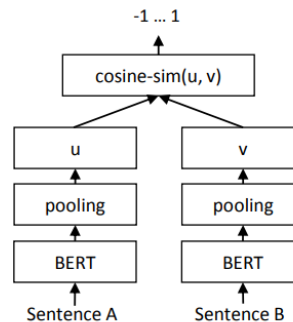 -1 … 1
cosine-sim(u, v)
u v
pooling pooling
BERT BERT
Sentence A Sentence B